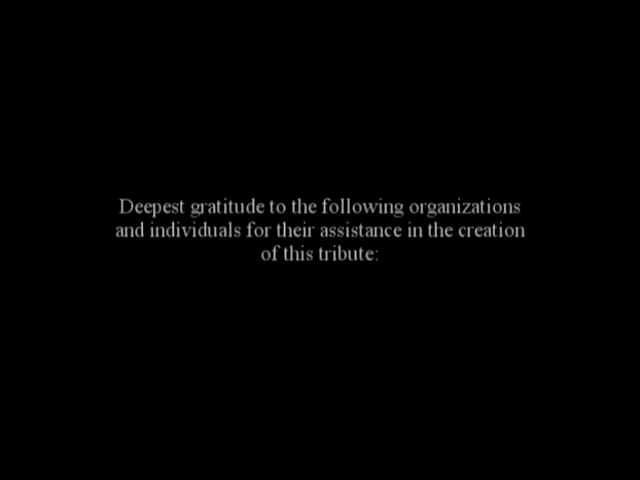 Deepest gratitude to the following organizations
and individuals for their assistance in the creation
of this tribute: